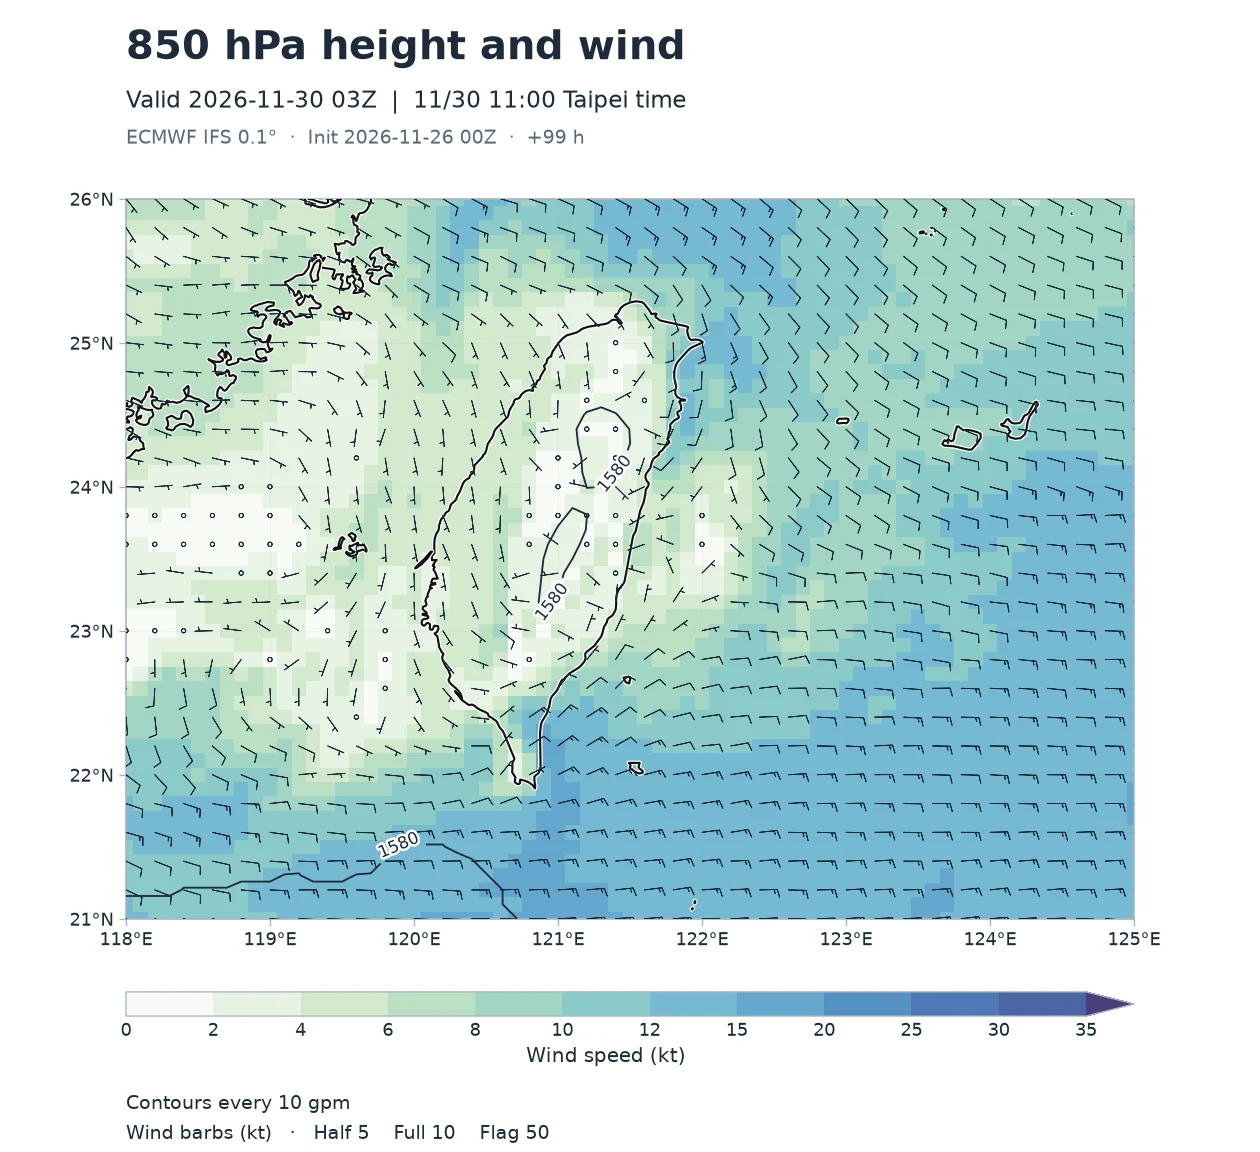 850 hPa height and wind
Valid 2026-11-30 03Z | 11/30 11:00 Taipei time
ECMWF IFS 0.1° · Init 2026-11-26 00Z · +99 h
26°N
25°N
24°N
23°N
22°N
21°N
1580
1580
1580
118°E 119°E 120°E 121°E 122°E 123°E 124°E 125°E
0 2 4 6 8 10 12 15 20 25 30 35
Wind speed (kt)
Contours every 10 gpm
Wind barbs (kt) · Half 5 Full 10 Flag 50